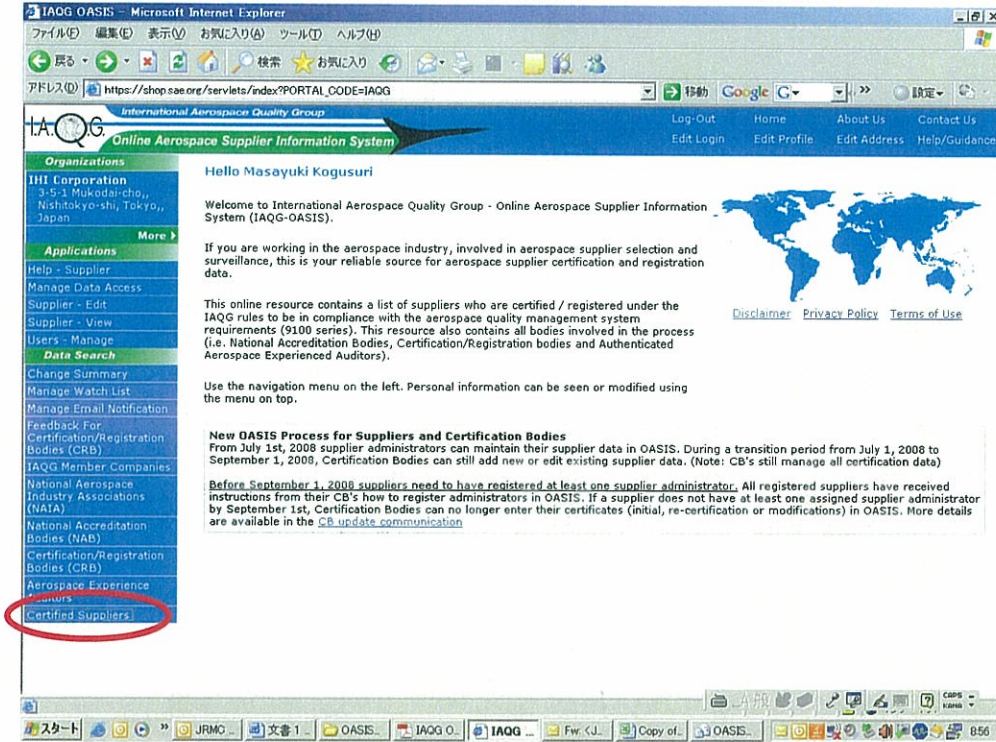 IAQG OASIS - Microsoft Internet Explorer
ファイル(F) 編集(E) 表示(V) お気に入り(A) ツール(T) ヘルプ(H)
戻る 検索 お気に入り
アドレス(D) https://shop.sae.org/servlets/index?PORTAL_CODE=IAQG 移動 Google G 設定
International Aerospace Quality Group
I.A.Q.G.
Online Aerospace Supplier Information System
Log-Out Home About Us Contact Us
Edit Login Edit Profile Edit Address Help/Guidance
Organizations
IHI Corporation
3-5-1 Mukodai-cho,,
Nishitokyo-shi, Tokyo,,
Japan
More
Applications
Help - Supplier
Manage Data Access
Supplier - Edit
Supplier - View
Users - Manage
Data Search
Change Summary
Manage Watch List
Manage Email Notification
Feedback For
Certification/Registration
Bodies (CRB)
IAQG Member Companies
National Aerospace
Industry Associations
(NAIA)
National Accreditation
Bodies (NAB)
Certification/Registration
Bodies (CRB)
Aerospace Experience
Auditors
Certified Suppliers
Hello Masayuki Kogusuri
Welcome to International Aerospace Quality Group - Online Aerospace Supplier Information
System (IAQG-OASIS).
If you are working in the aerospace industry, involved in aerospace supplier selection and
surveillance, this is your reliable source for aerospace supplier certification and registration
data.
This online resource contains a list of suppliers who are certified / registered under the
IAQG rules to be in compliance with the aerospace quality management system
requirements (9100 series). This resource also contains all bodies involved in the process
(i.e. National Accreditation Bodies, Certification/Registration bodies and Authenticated
Aerospace Experienced Auditors).
Use the navigation menu on the left. Personal information can be seen or modified using
the menu on top.
Disclaimer Privacy Policy Terms of Use
New OASIS Process for Suppliers and Certification Bodies
From July 1st, 2008 supplier administrators can maintain their supplier data in OASIS. During a transition period from July 1, 2008 to
September 1, 2008, Certification Bodies can still add new or edit existing supplier data. (Note: CB's still manage all certification data)
Before September 1, 2008 suppliers need to have registered at least one supplier administrator. All registered suppliers have received
instructions from their CB's how to register administrators in OASIS. If a supplier does not have at least one assigned supplier administrator
by September 1st, Certification Bodies can no longer enter their certificates (initial, re-certification or modifications) in OASIS. More details
are available in the CB update communication
A 般 CAPS KANA
スタート JRMC... 文書 1... OASIS... IAQG O... IAQG ... Fw: <J... Copy of... OASIS... 8:56